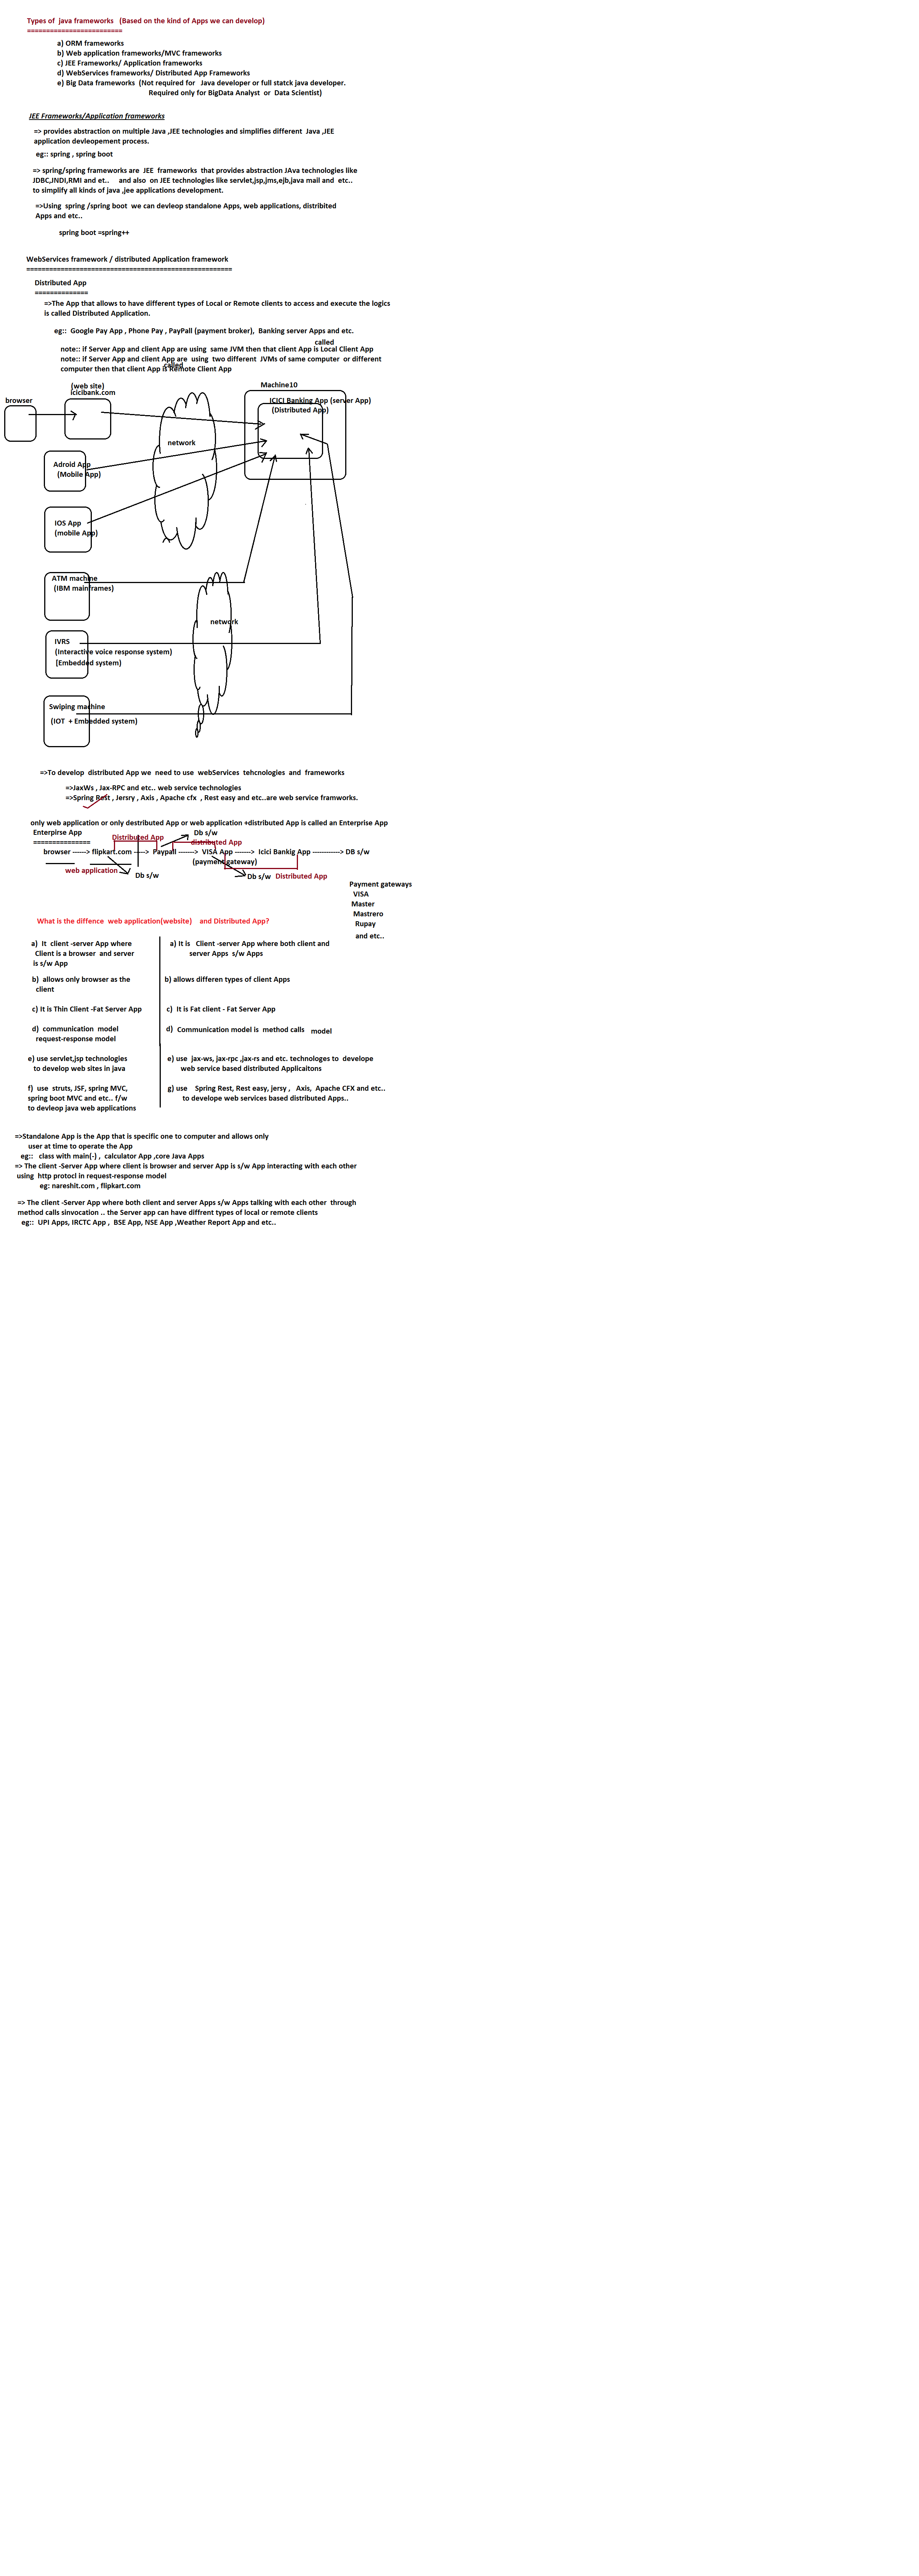 Types of java frameworks (Based on the kind of Apps we can develop)
=========================
a) ORM frameworks
b) Web application frameworks/MVC frameworks
c) JEE Frameworks/ Application frameworks
d) WebServices frameworks/ Distributed App Frameworks
e) Big Data frameworks (Not required for Java developer or full statck java developer.
Required only for BigData Analyst or Data Scientist)
JEE Frameworks/Application frameworks
=> provides abstraction on multiple Java ,JEE technologies and simplifies different Java ,JEE
application devleopement process.
eg:: spring , spring boot
=> spring/spring frameworks are JEE frameworks that provides abstraction JAva technologies like
JDBC,JNDI,RMI and et.. and also on JEE technologies like servlet,jsp,jms,ejb,java mail and etc..
to simplify all kinds of java ,jee applications development.
=>Using spring /spring boot we can devleop standalone Apps, web applications, distribited
Apps and etc..
spring boot =spring++
WebServices framework / distributed Application framework
======================================================
Distributed App
==============
=>The App that allows to have different types of Local or Remote clients to access and execute the logics
is called Distributed Application.
eg:: Google Pay App , Phone Pay , PayPall (payment broker), Banking server Apps and etc.
called
note:: if Server App and client App are using same JVM then that client App is Local Client App
note:: if Server App and client App are using two different JVMs of same computer or different
called
computer then that client App is Remote Client App
(web site)
icicibank.com
Machine10
browser
ICICI Banking App (server App)
(Distributed App)
network
Adroid App
(Mobile App)
IOS App
(mobile App)
ATM machine
(IBM mainframes)
network
IVRS
(Interactive voice response system)
[Embedded system)
Swiping machine
(IOT + Embedded system)
=>To develop distributed App we need to use webServices tehcnologies and frameworks
=>JaxWs , Jax-RPC and etc.. web service technologies
=>Spring Rest , Jersry , Axis , Apache cfx , Rest easy and etc..are web service framworks.
only web application or only destributed App or web application +distributed App is called an Enterprise App
Enterpirse App
===============
Distributed App
Db s/w
distributed App
browser ------> flipkart.com -----> Paypall -------> VISA App -------> Icici Bankig App ------------> DB s/w
(payment gateway)
web application
Db s/w
Db s/w
Distributed App
Payment gateways
VISA
Master
Mastrero
Rupay
and etc..
What is the diffence web application(website) and Distributed App?
a) It client -server App where
Client is a browser and server
is s/w App
a) It is Client -server App where both client and
server Apps s/w Apps
b) allows only browser as the
client
b) allows differen types of client Apps
c) It is Thin Client -Fat Server App
c) It is Fat client - Fat Server App
d) communication model
request-response model
d) Communication model is method calls model
e) use servlet,jsp technologies
to develop web sites in java
e) use jax-ws, jax-rpc ,jax-rs and etc. technologes to develope
web service based distributed Applicaitons
f) use struts, JSF, spring MVC,
spring boot MVC and etc.. f/w
to devleop java web applications
g) use Spring Rest, Rest easy, jersy , Axis, Apache CFX and etc..
to develope web services based distributed Apps..
=>Standalone App is the App that is specific one to computer and allows only
user at time to operate the App
eg:: class with main(-) , calculator App ,core Java Apps
=> The client -Server App where client is browser and server App is s/w App interacting with each other
using http protocl in request-response model
eg: nareshit.com , flipkart.com
=> The client -Server App where both client and server Apps s/w Apps talking with each other through
method calls sinvocation .. the Server app can have diffrent types of local or remote clients
eg:: UPI Apps, IRCTC App , BSE App, NSE App ,Weather Report App and etc..